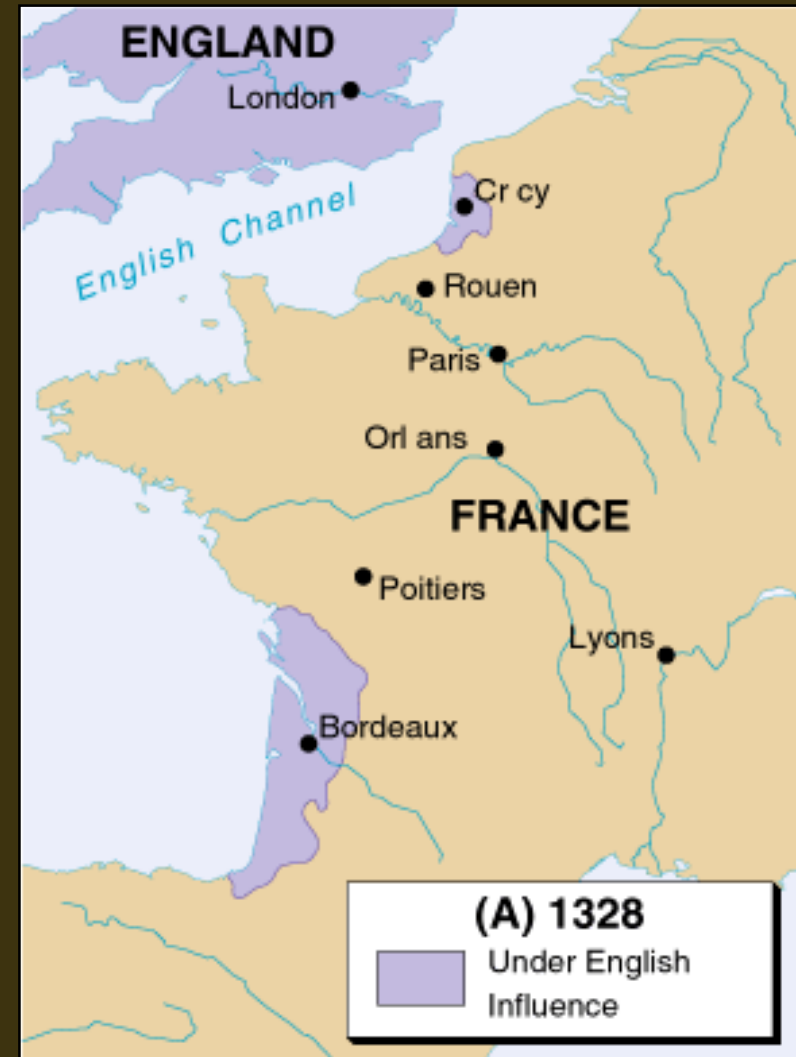 ENGLAND
London
Cr cy
English Channel
Rouen
Paris
Orl ans
FRANCE
Poitiers
Lyons
Bordeaux
(A) 1328
Under English
Influence